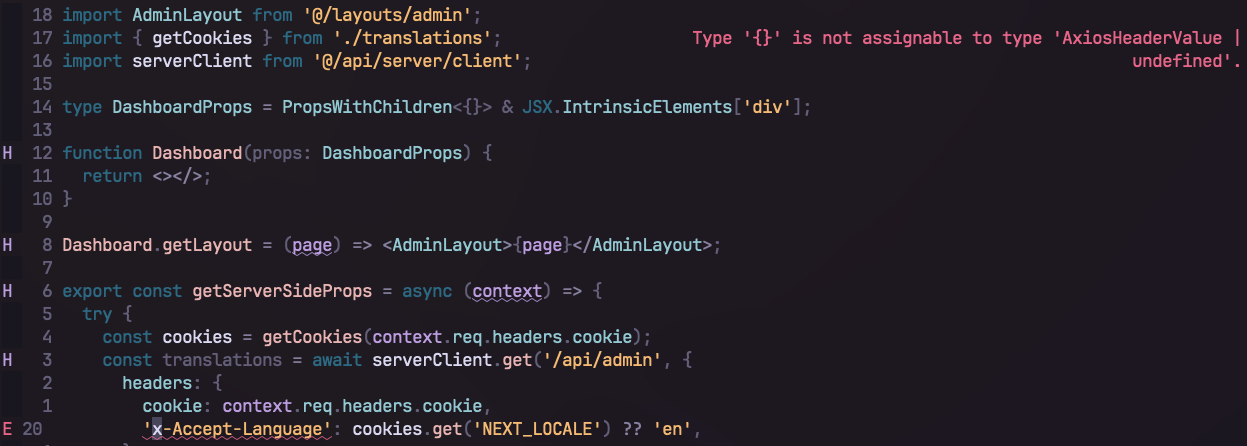 18 import AdminLayout from '@/layouts/admin';
17 import { getCookies } from './translations'; Type '{}' is not assignable to type 'AxiosHeaderValue |
16 import serverClient from '@/api/server/client'; undefined'.
15
14 type DashboardProps = PropsWithChildren<{}> & JSX.IntrinsicElements['div'];
13
H 12 function Dashboard(props: DashboardProps) {
11 return <></>;
10 }
9
H 8 Dashboard.getLayout = (page) => <AdminLayout>{page}</AdminLayout>;
7
H 6 export const getServerSideProps = async (context) => {
5 try {
4 const cookies = getCookies(context.req.headers.cookie);
H 3 const translations = await serverClient.get('/api/admin', {
2 headers: {
1 cookie: context.req.headers.cookie,
E 20 'x-Accept-Language': cookies.get('NEXT_LOCALE') ?? 'en',